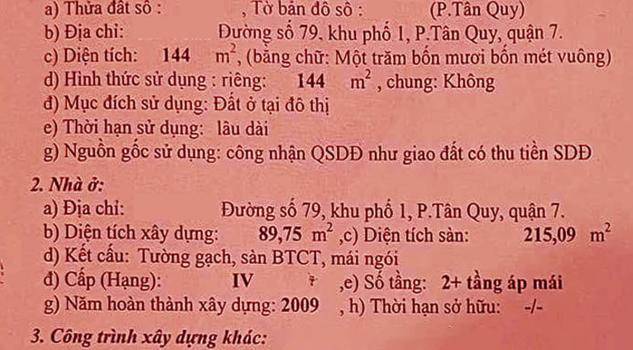 a) Thửa đất số : , Tờ bản đồ số : (P.Tân Quy)
b) Địa chỉ: Đường số 79, khu phố 1, P.Tân Quy, quận 7.
c) Diện tích: 144 m², (bằng chữ: Một trăm bốn mươi bốn mét vuông)
d) Hình thức sử dụng : riêng: 144 m² , chung: Không
đ) Mục đích sử dụng: Đất ở tại đô thị
e) Thời hạn sử dụng: lâu dài
g) Nguồn gốc sử dụng: công nhận QSDĐ như giao đất có thu tiền SDĐ
2. Nhà ở:
a) Địa chỉ: Đường số 79, khu phố 1, P.Tân Quy, quận 7.
b) Diện tích xây dựng: 89,75 m² ,c) Diện tích sàn: 215,09 m²
d) Kết cấu: Tường gạch, sàn BTCT, mái ngói
đ) Cấp (Hạng): IV ,e) Số tầng: 2+ tầng áp mái
g) Năm hoàn thành xây dựng: 2009 , h) Thời hạn sở hữu: -/-
3. Công trình xây dựng khác: